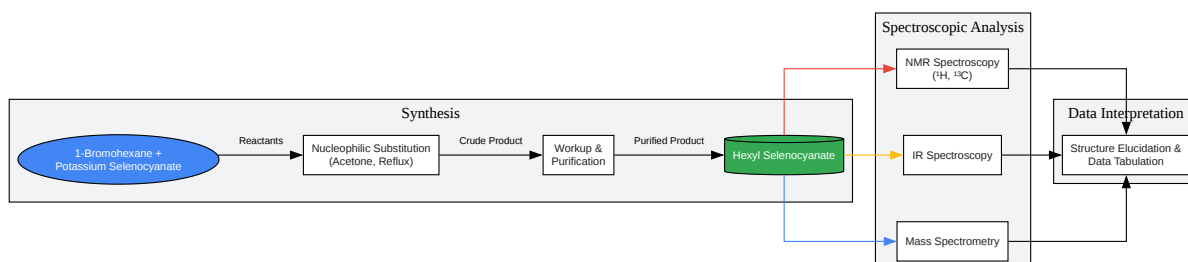 Spectroscopic Analysis
NMR Spectroscopy
(¹H, ¹³C)
Synthesis
Data Interpretation
1-Bromohexane +
Potassium Selenocyanate
Reactants
Nucleophilic Substitution
(Acetone, Reflux)
Crude Product
Workup &
Purification
Purified Product
Hexyl Selenocyanate
IR Spectroscopy
Structure Elucidation &
Data Tabulation
Mass Spectrometry